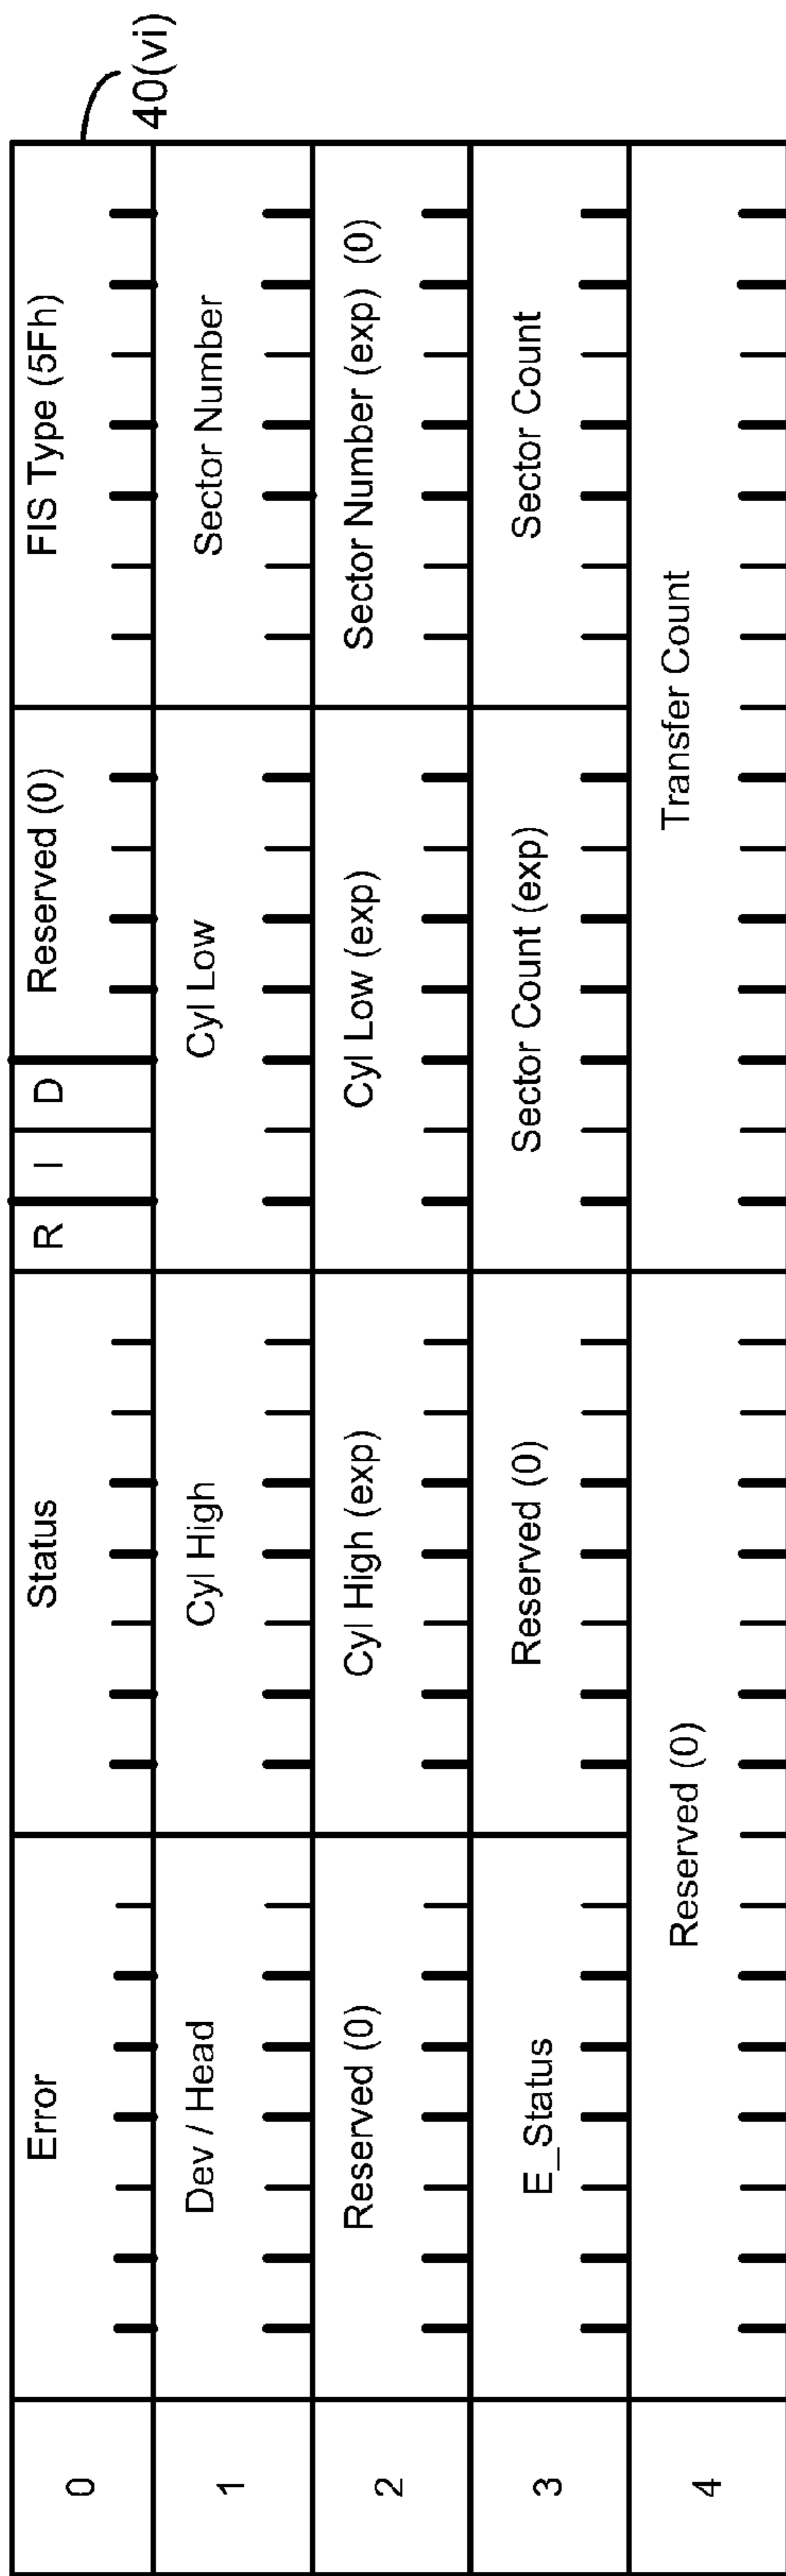 40(vi)
0 Error Status R I D Reserved (0) FIS Type (5Fh)
1 Dev / Head Cyl High Cyl Low Sector Number
2 Reserved (0) Cyl High (exp) Cyl Low (exp) Sector Number (exp) (0)
3 E_Status Reserved (0) Sector Count (exp) Sector Count
4 Reserved (0) Transfer Count